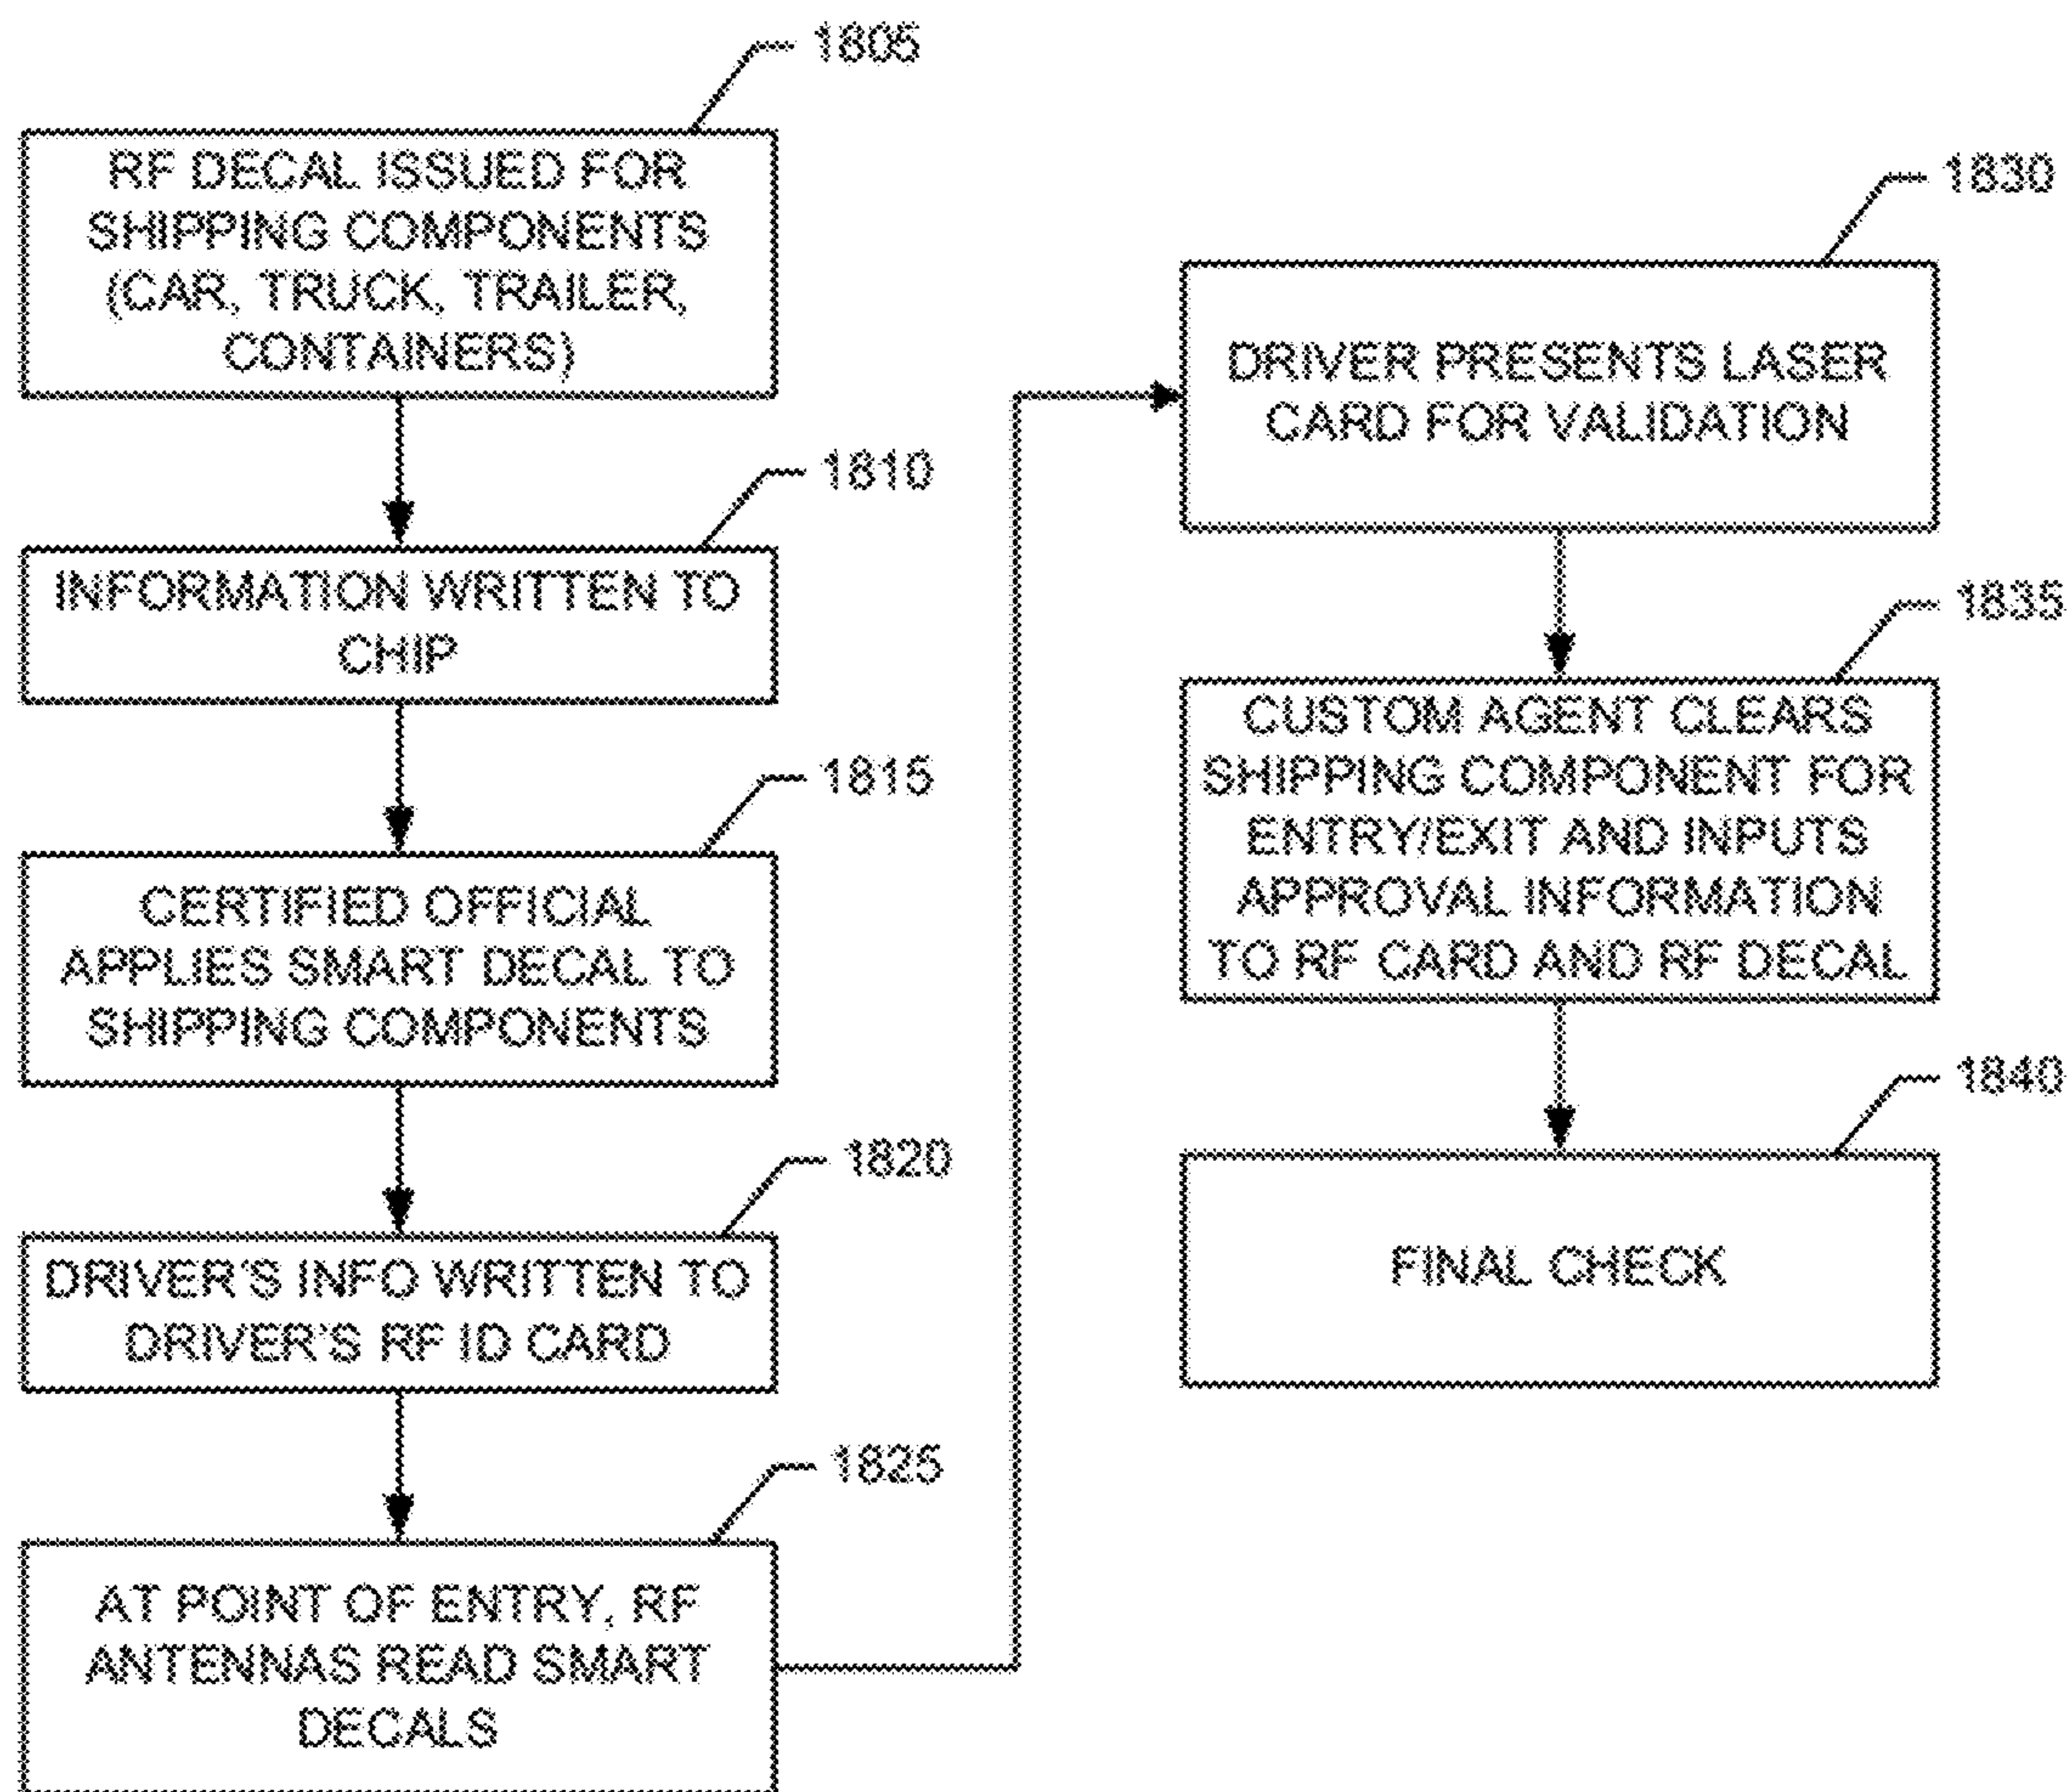 1805
RF DECAL ISSUED FOR
SHIPPING COMPONENTS
(CAR, TRUCK, TRAILER,
CONTAINERS)
1810
INFORMATION WRITTEN TO
CHIP
1815
CERTIFIED OFFICIAL
APPLIES SMART DECAL TO
SHIPPING COMPONENTS
1820
DRIVER'S INFO WRITTEN TO
DRIVER'S RF ID CARD
1825
AT POINT OF ENTRY, RF
ANTENNAS READ SMART
DECALS
1830
DRIVER PRESENTS LASER
CARD FOR VALIDATION
1835
CUSTOM AGENT CLEARS
SHIPPING COMPONENT FOR
ENTRY/EXIT AND INPUTS
APPROVAL INFORMATION
TO RF CARD AND RF DECAL
1840
FINAL CHECK